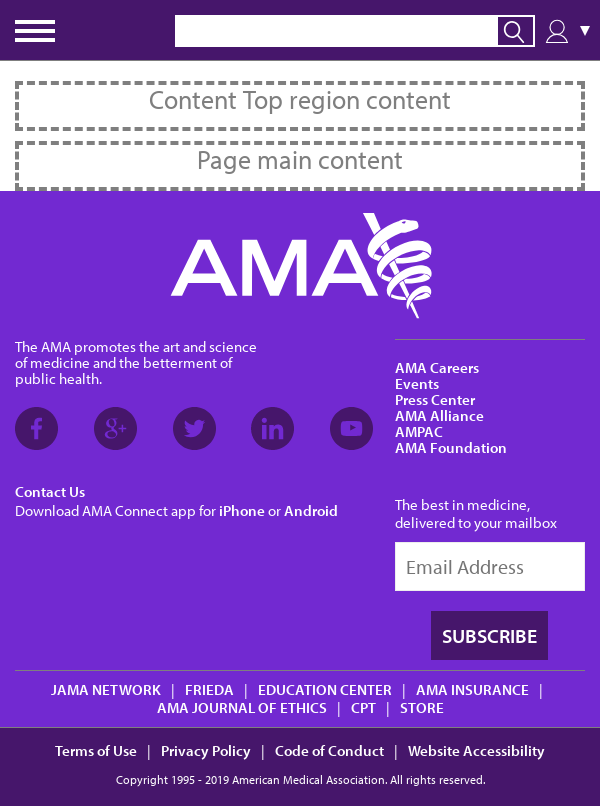 Content Top region content
Page main content
AMA
The AMA promotes the art and science
of medicine and the betterment of
public health.
AMA Careers
Events
Press Center
AMA Alliance
AMPAC
AMA Foundation
Contact Us
Download AMA Connect app for iPhone or Android
The best in medicine,
delivered to your mailbox
Email Address
SUBSCRIBE
JAMA NETWORK | FRIEDA | EDUCATION CENTER | AMA INSURANCE |
AMA JOURNAL OF ETHICS | CPT | STORE
Terms of Use | Privacy Policy | Code of Conduct | Website Accessibility
Copyright 1995 - 2019 American Medical Association. All rights reserved.